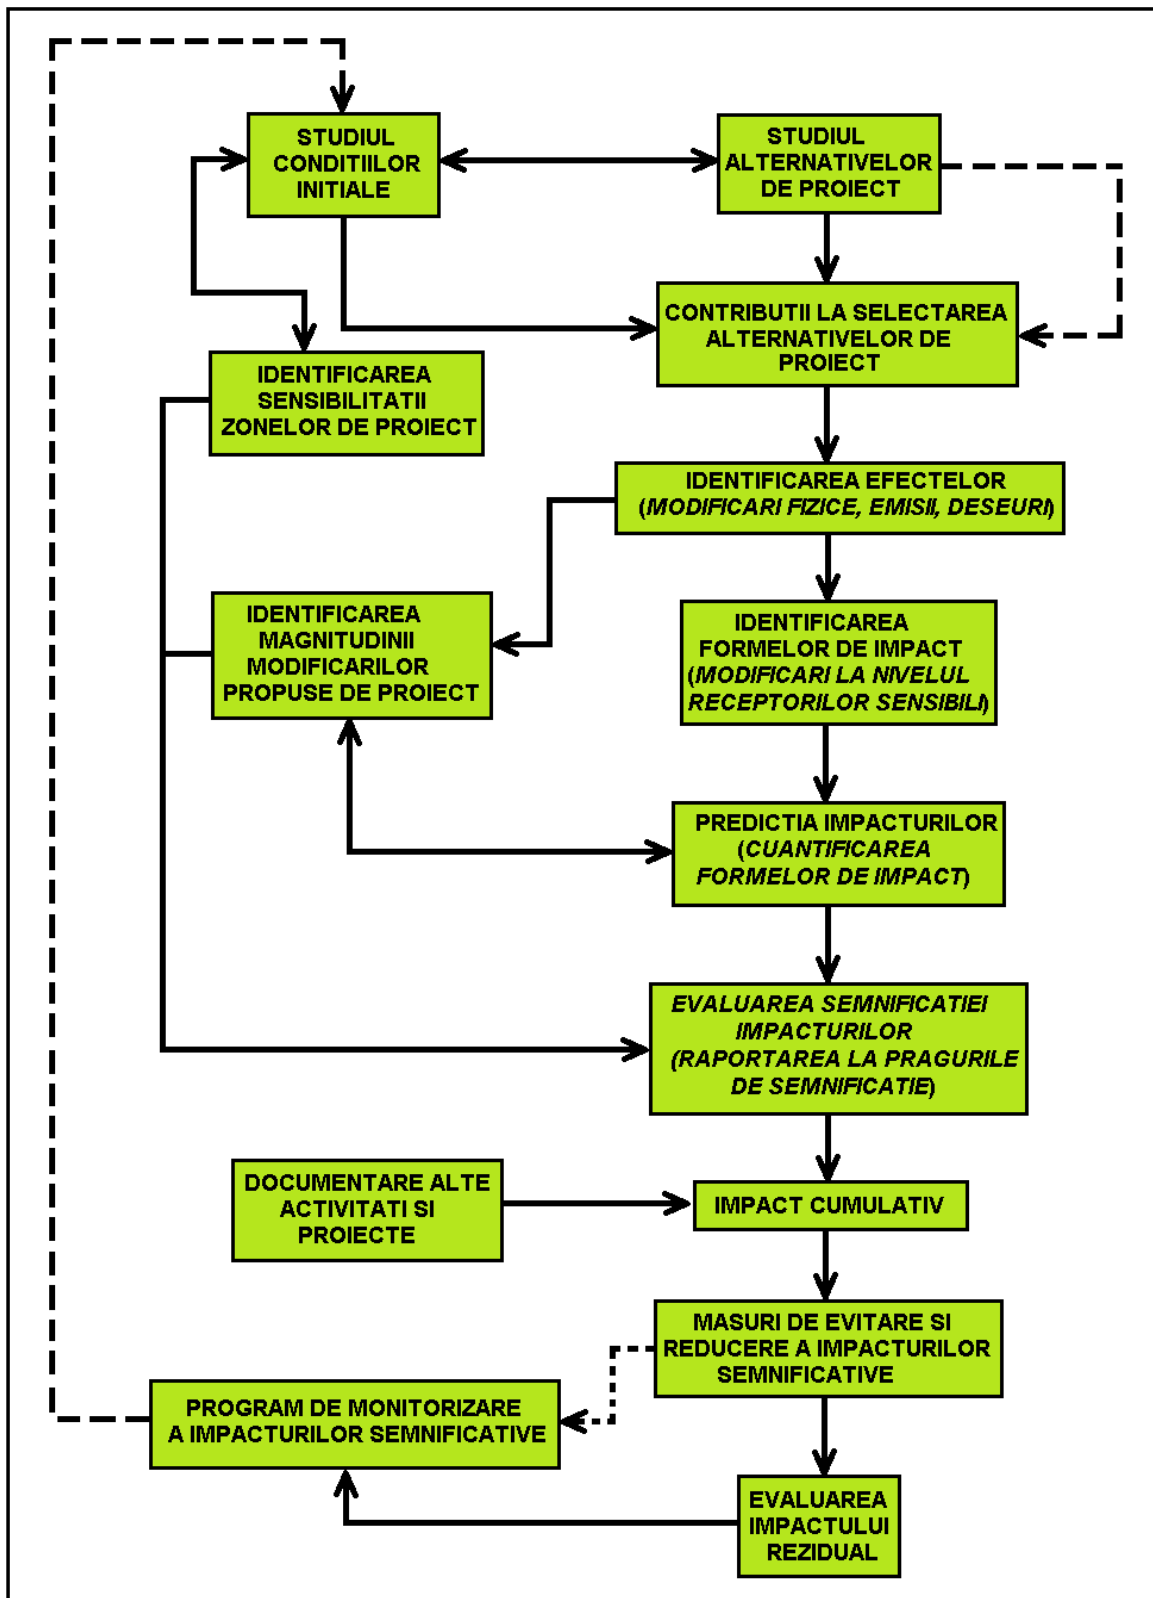 STUDIUL
CONDITIILOR
INITIALE
STUDIUL
ALTERNATIVELOR
DE PROIECT
CONTRIBUTII LA SELECTAREA
ALTERNATIVELOR DE
PROIECT
IDENTIFICAREA
SENSIBILITATII
ZONELOR DE PROIECT
IDENTIFICAREA EFECTELOR
(MODIFICARI FIZICE, EMISII, DESEURI)
IDENTIFICAREA
MAGNITUDINII
MODIFICARILOR
PROPUSE DE PROIECT
IDENTIFICAREA
FORMELOR DE IMPACT
(MODIFICARI LA NIVELUL
RECEPTORILOR SENSIBILI)
PREDICTIA IMPACTURILOR
(CUANTIFICAREA
FORMELOR DE IMPACT)
EVALUAREA SEMNIFICATIEI
IMPACTURILOR
(RAPORTAREA LA PRAGURILE
DE SEMNIFICATIE)
DOCUMENTARE ALTE
ACTIVITATI SI
PROIECTE
IMPACT CUMULATIV
MASURI DE EVITARE SI
REDUCERE A IMPACTURILOR
SEMNIFICATIVE
PROGRAM DE MONITORIZARE
A IMPACTURILOR SEMNIFICATIVE
EVALUAREA
IMPACTULUI
REZIDUAL